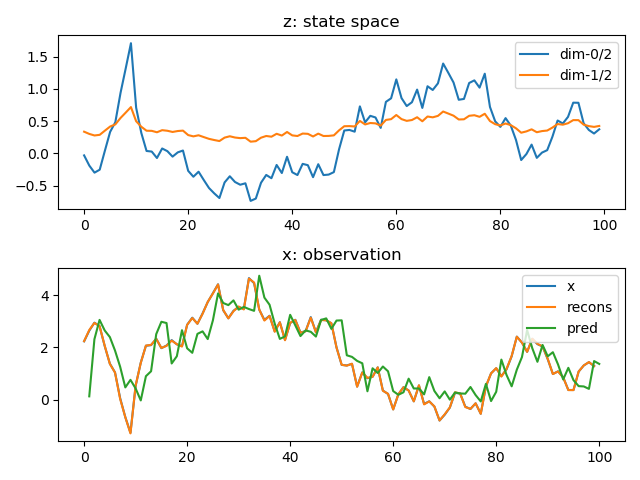 z: state space
dim-0/2
dim-1/2
1.5
1.0
0.5
0.0
−0.5
0 20 40 60 80 100
x: observation
x
recons
pred
4
2
0
0 20 40 60 80 100